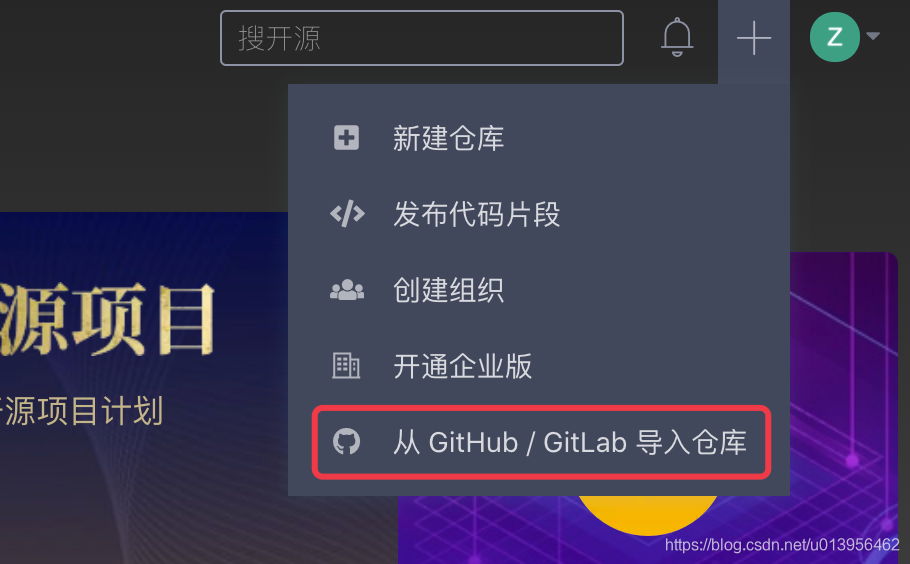 搜开源
Z
新建仓库
发布代码片段
创建组织
开通企业版
从 GitHub / GitLab 导入仓库
源项目
源项目计划
https://blog.csdn.net/u013956462